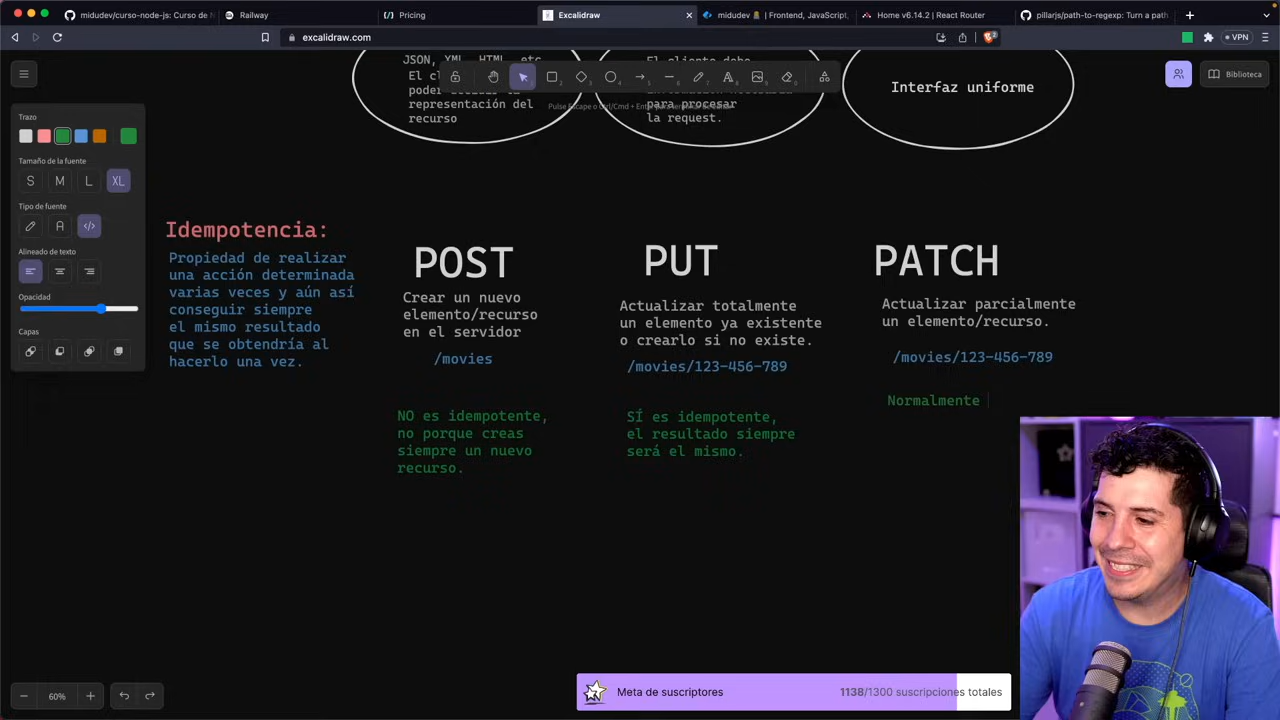 midudev/curso-node-js: Curso de N
Railway
Pricing
Excalidraw
midudev | Frontend, JavaScript,
Home v6.14.2 | React Router
pillarjs/path-to-regexp: Turn a path
excalidraw.com
VPN
JSON, XML, HTML, etc
El cl
pode
representación del
recurso
El cliente debe
para procesar
la request.
Interfaz uniforme
Biblioteca
Trazo
Tamaño de la fuente
S M L XL
Tipo de fuente
A </>
Alineado de texto
Opacidad
Capas
Idempotencia:
Propiedad de realizar
una acción determinada
varias veces y aún así
conseguir siempre
el mismo resultado
que se obtendría al
hacerlo una vez.
POST
Crear un nuevo
elemento/recurso
en el servidor
/movies
NO es idempotente,
no porque creas
siempre un nuevo
recurso.
PUT
Actualizar totalmente
un elemento ya existente
o crearlo si no existe.
/movies/123-456-789
SÍ es idempotente,
el resultado siempre
será el mismo.
PATCH
Actualizar parcialmente
un elemento/recurso.
/movies/123-456-789
Normalmente
60%
Meta de suscriptores
1138/1300 suscripciones totales